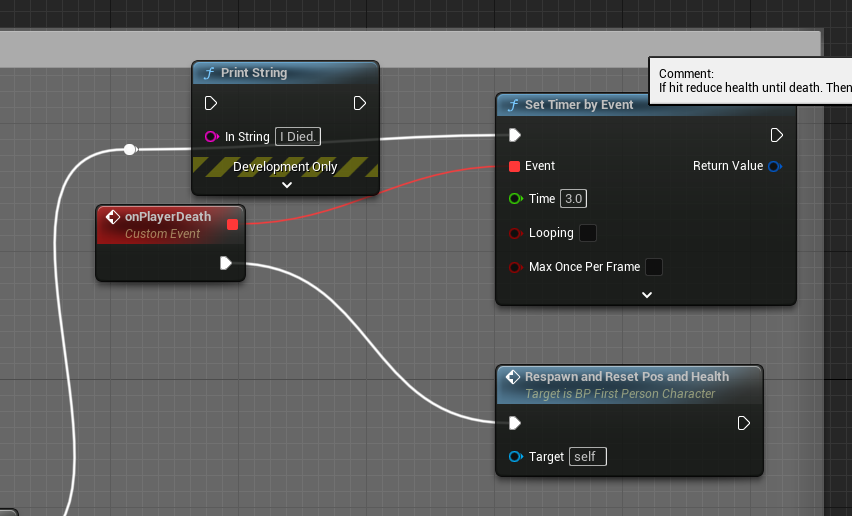 Print String
In String I Died.
Development Only
Comment:
If hit reduce health until death. Then
Set Timer by Event
Event
Return Value
Time 3.0
Looping
Max Once Per Frame
onPlayerDeath
Custom Event
Respawn and Reset Pos and Health
Target is BP First Person Character
Target self